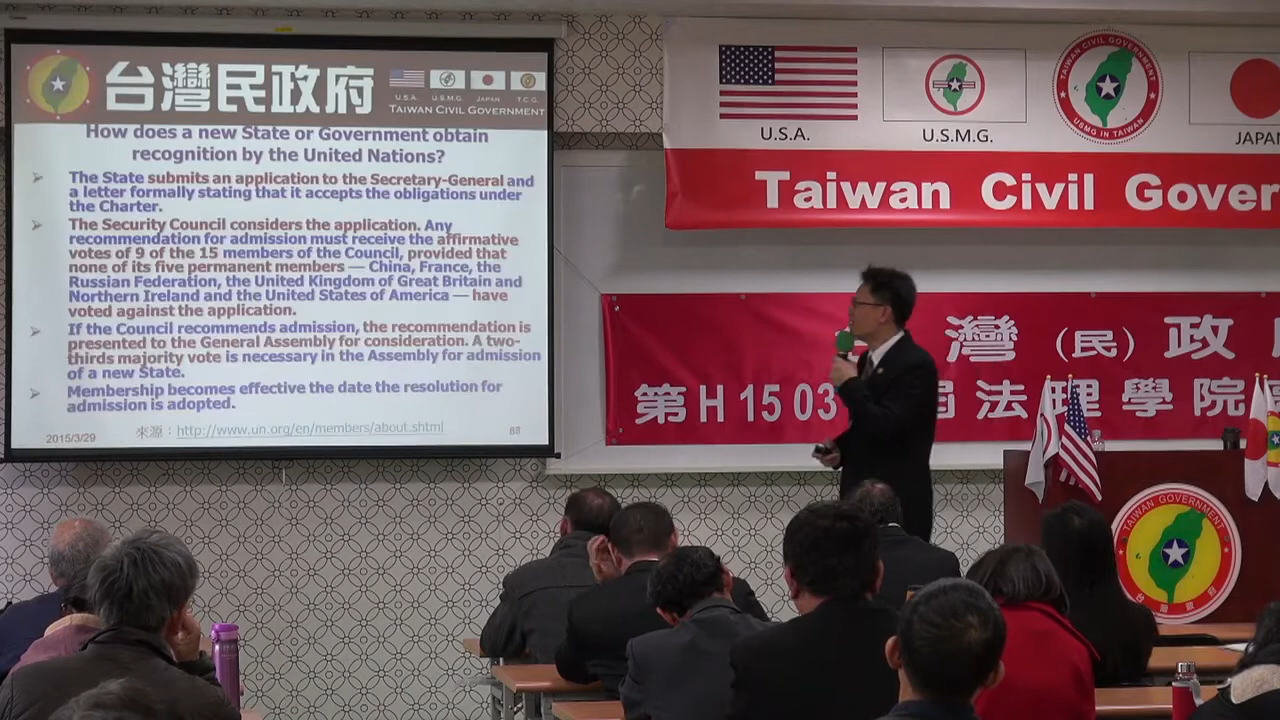 台灣民政府
U.S.A. U.S.M.G. JAPAN T.C.G.
TAIWAN CIVIL GOVERNMENT
How does a new State or Government obtain
recognition by the United Nations?
The State submits an application to the Secretary-General and
a letter formally stating that it accepts the obligations under
the Charter.
The Security Council considers the application. Any
recommendation for admission must receive the affirmative
votes of 9 of the 15 members of the Council, provided that
none of its five permanent members — China, France, the
Russian Federation, the United Kingdom of Great Britain and
Northern Ireland and the United States of America — have
voted against the application.
If the Council recommends admission, the recommendation is
presented to the General Assembly for consideration. A two-
thirds majority vote is necessary in the Assembly for admission
of a new State.
Membership becomes effective the date the resolution for
admission is adopted.
2015/3/29
來源：http://www.un.org/en/members/about.shtml
88
U.S.A.
U.S.M.G.
TAIWAN CIVIL GOVERNMENT
USMG IN TAIWAN
JAPA
Taiwan Civil Gover
灣(民)政
第H 15 03
法理學院
TAIWAN GOVERNMENT
台灣政府